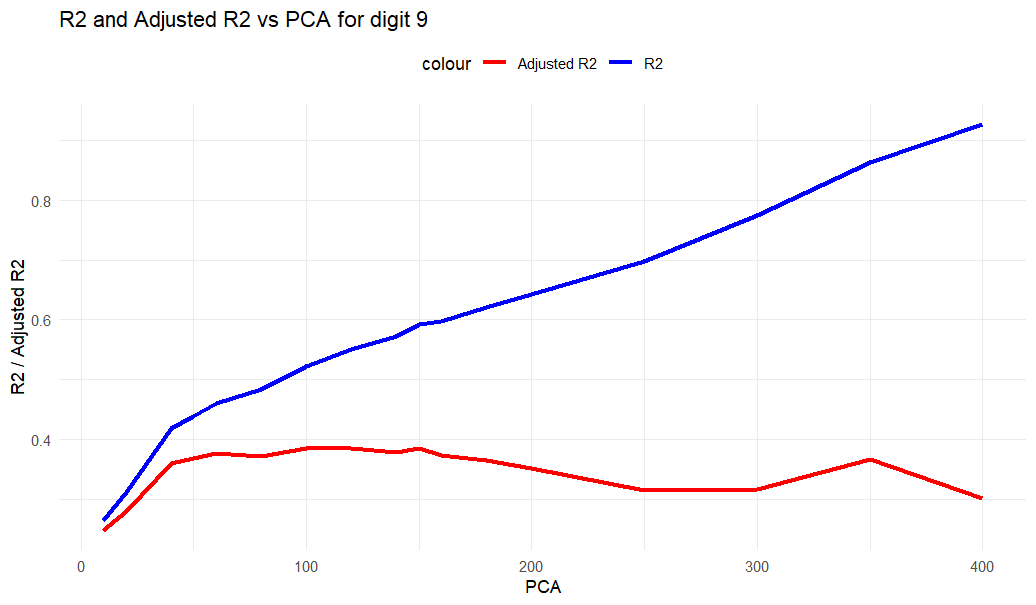 R2 and Adjusted R2 vs PCA for digit 9
colour Adjusted R2 R2
R2 / Adjusted R2
0.8
0.6
0.4
0 100 200 300 400
PCA